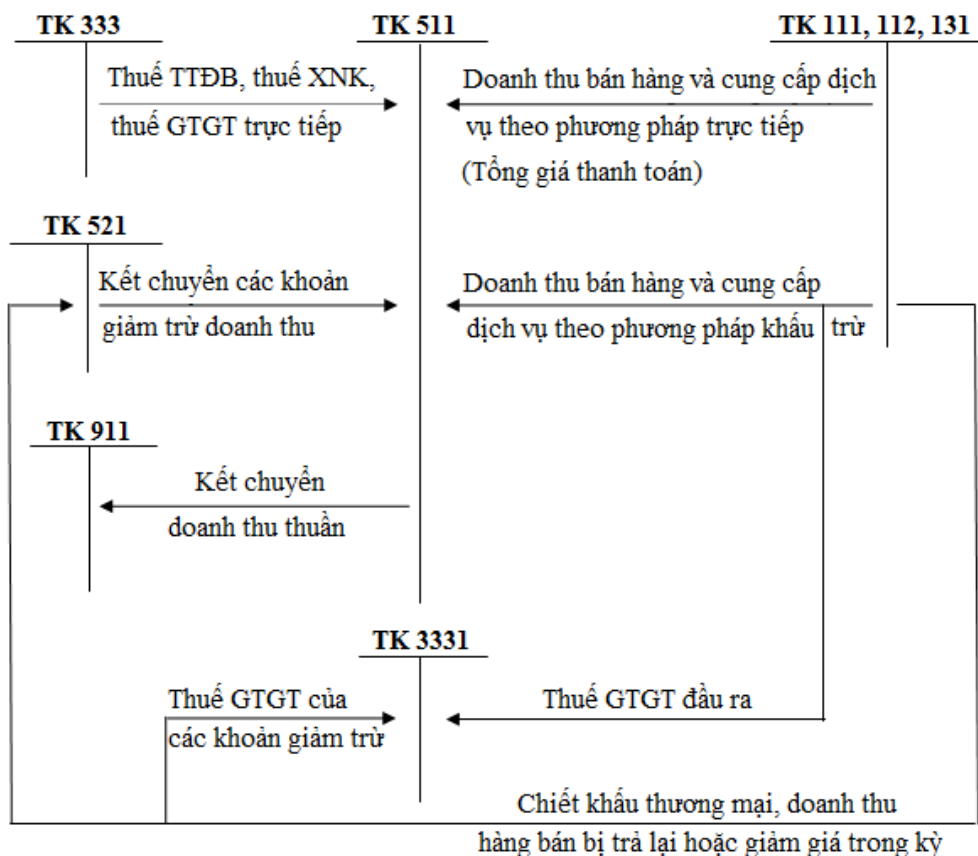 TK 333
TK 511
TK 111, 112, 131
Thuế TTĐB, thuế XNK,
thuế GTGT trực tiếp
Doanh thu bán hàng và cung cấp dịch
vụ theo phương pháp trực tiếp
(Tổng giá thanh toán)
TK 521
Kết chuyển các khoản
giảm trừ doanh thu
Doanh thu bán hàng và cung cấp
dịch vụ theo phương pháp khấu trừ
TK 911
Kết chuyển
doanh thu thuần
TK 3331
Thuế GTGT của
các khoản giảm trừ
Thuế GTGT đầu ra
Chiết khấu thương mại, doanh thu
hàng bán bị trả lại hoặc giảm giá trong kỳ